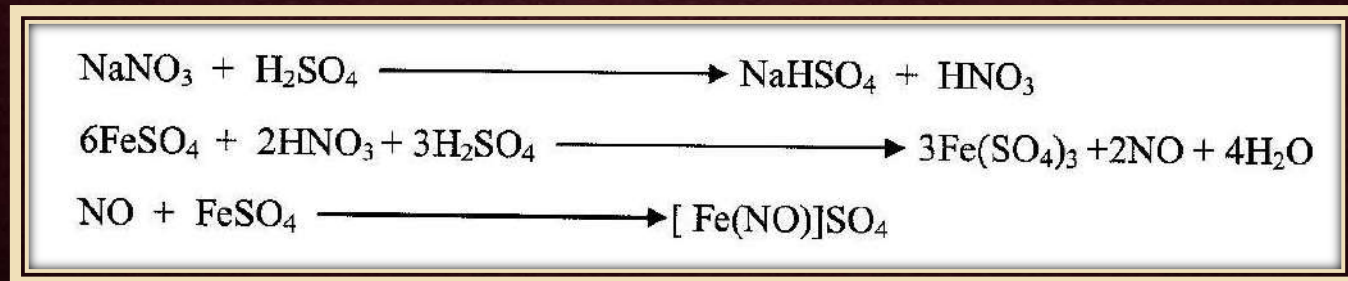 NaNO₃ + H₂SO₄ ⟶ NaHSO₄ + HNO₃
6FeSO₄ + 2HNO₃ + 3H₂SO₄ ⟶ 3Fe(SO₄)₃ +2NO + 4H₂O
NO + FeSO₄ ⟶ [ Fe(NO)]SO₄